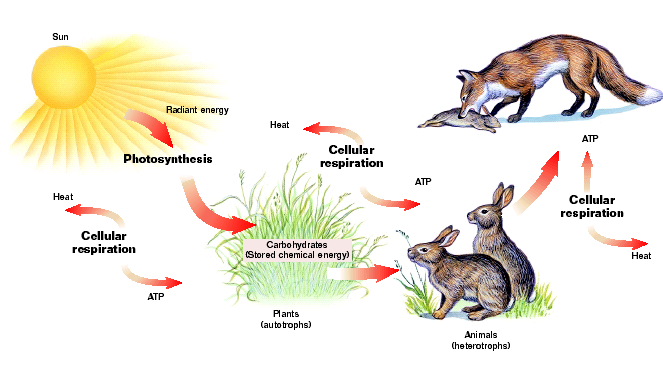 Sun
Radiant energy
Photosynthesis
Heat
Cellular
respiration
ATP
Heat
Cellular
respiration
ATP
Carbohydrates
(Stored chemical energy)
Plants
(autotrophs)
Animals
(heterotrophs)
ATP
Cellular
respiration
Heat